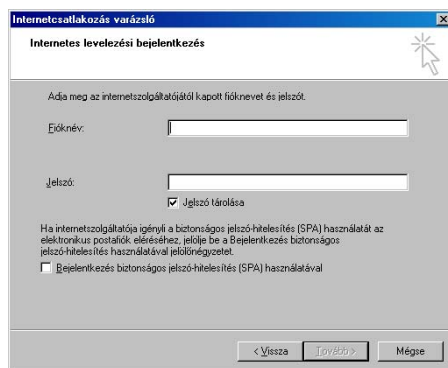 Internetcsatlakozás varázsló
Internetes levelezési bejelentkezés
Adja meg az internetszolgáltatójától kapott fióknevet és jelszót.
Fióknév:
Jelszó:
Jelszó tárolása
Ha internetszolgáltatója igényli a biztonságos jelszó-hitelesítés (SPA) használatát az
elektronikus postafiók eléréséhez, jelölje be a Bejelentkezés biztonságos
jelszó-hitelesítés használatával jelölőnégyzetet.
Bejelentkezés biztonságos jelszó-hitelesítés (SPA) használatával
< Vissza Tovább > Mégse